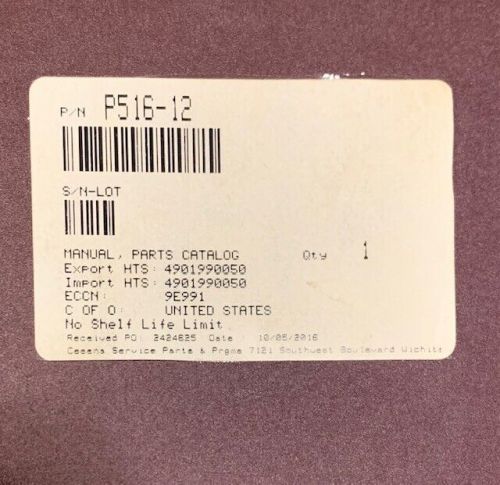 P/N P516-12
S/N-LOT
MANUAL, PARTS CATALOG Qty 1
Export HTS: 4901990050
Import HTS: 4901990050
ECCN: 9E991
C OF O: UNITED STATES
No Shelf Life Limit
Received PO: 2424625 Date: 10/05/2016
Cessna Service Parts & Prgms 7121 Southwest Boulevard Wichita